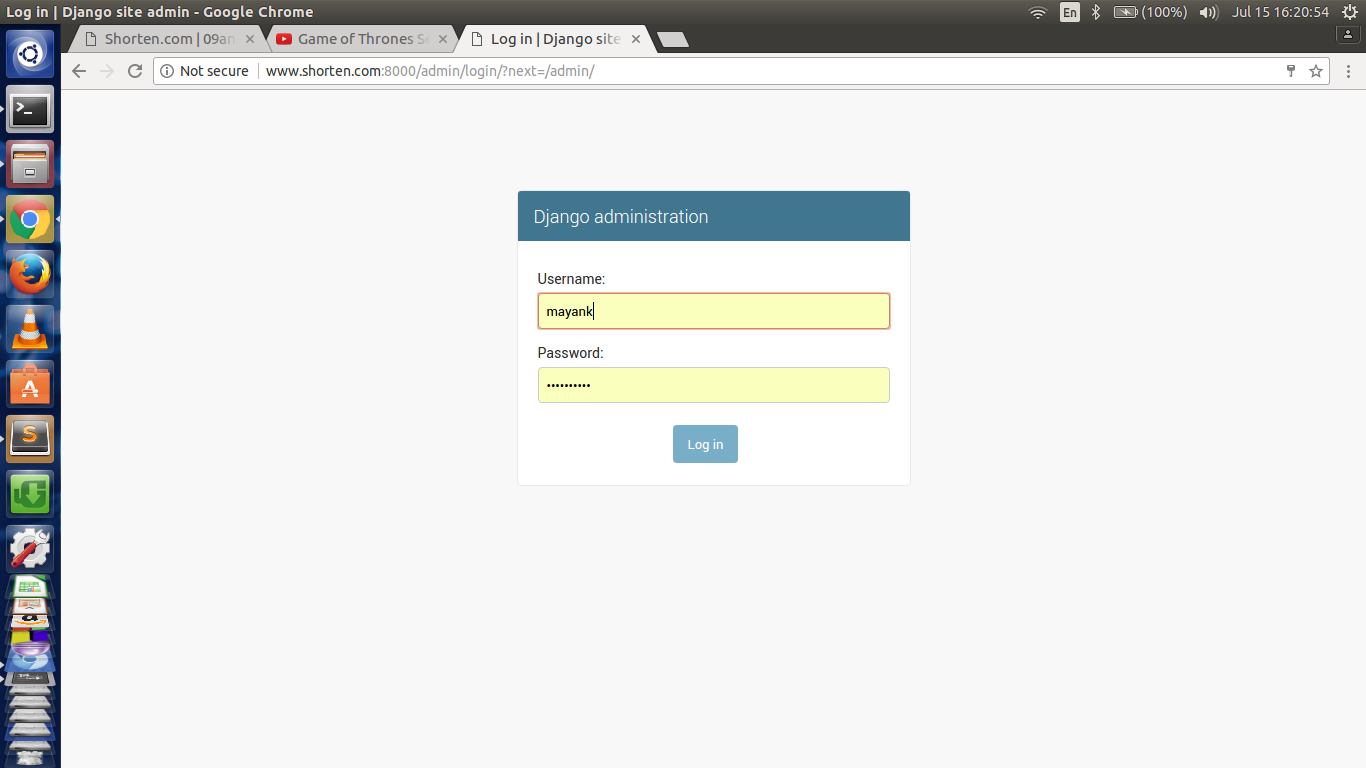 Log in | Django site admin - Google Chrome
En
(100%)
Jul 15 16:20:54
Shorten.com | 09an
Game of Thrones Se
Log in | Django site
Not secure
www.shorten.com:8000/admin/login/?next=/admin/
Django administration
Username:
mayank
Password:
••••••••••
Log in